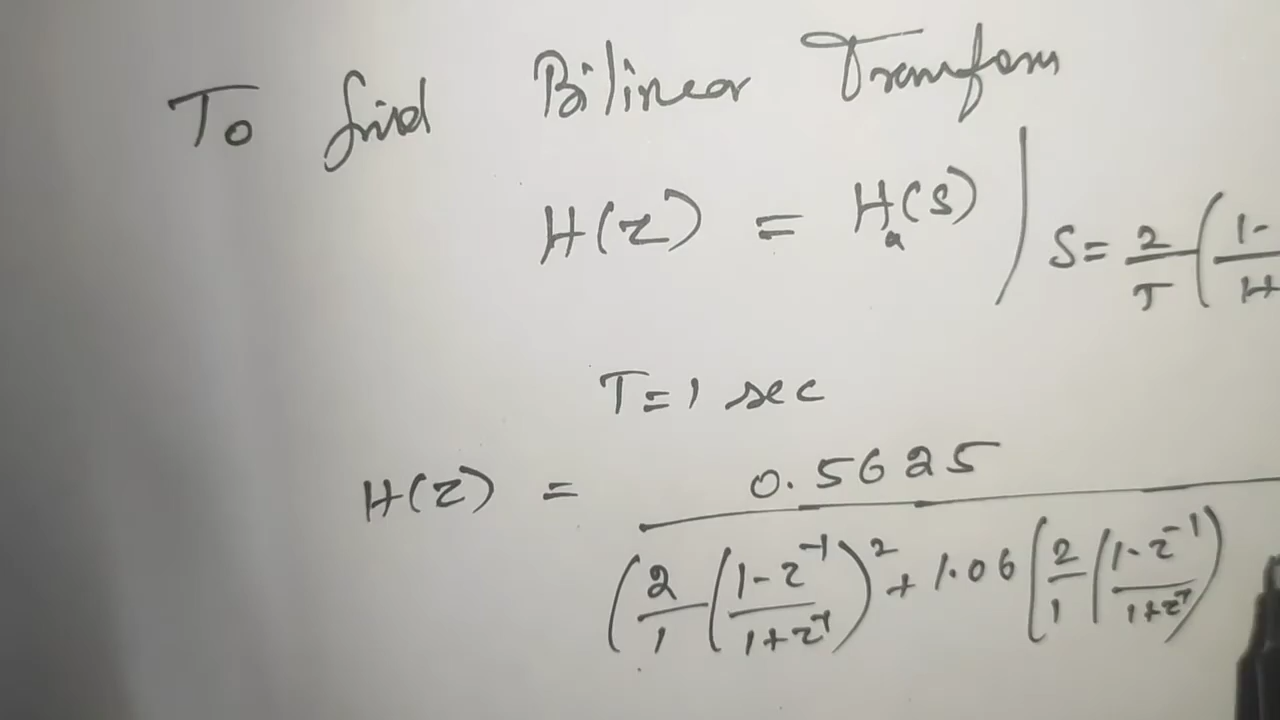 To find Bilinear Transform
H(z) = Ha(s) | S = 2/T (1-/1+
T = 1 sec
H(z) = 0.5625
(2/1 (1-z⁻¹/1+z⁻¹)² + 1.06 (2/1 (1-z⁻¹/1+z⁻¹)